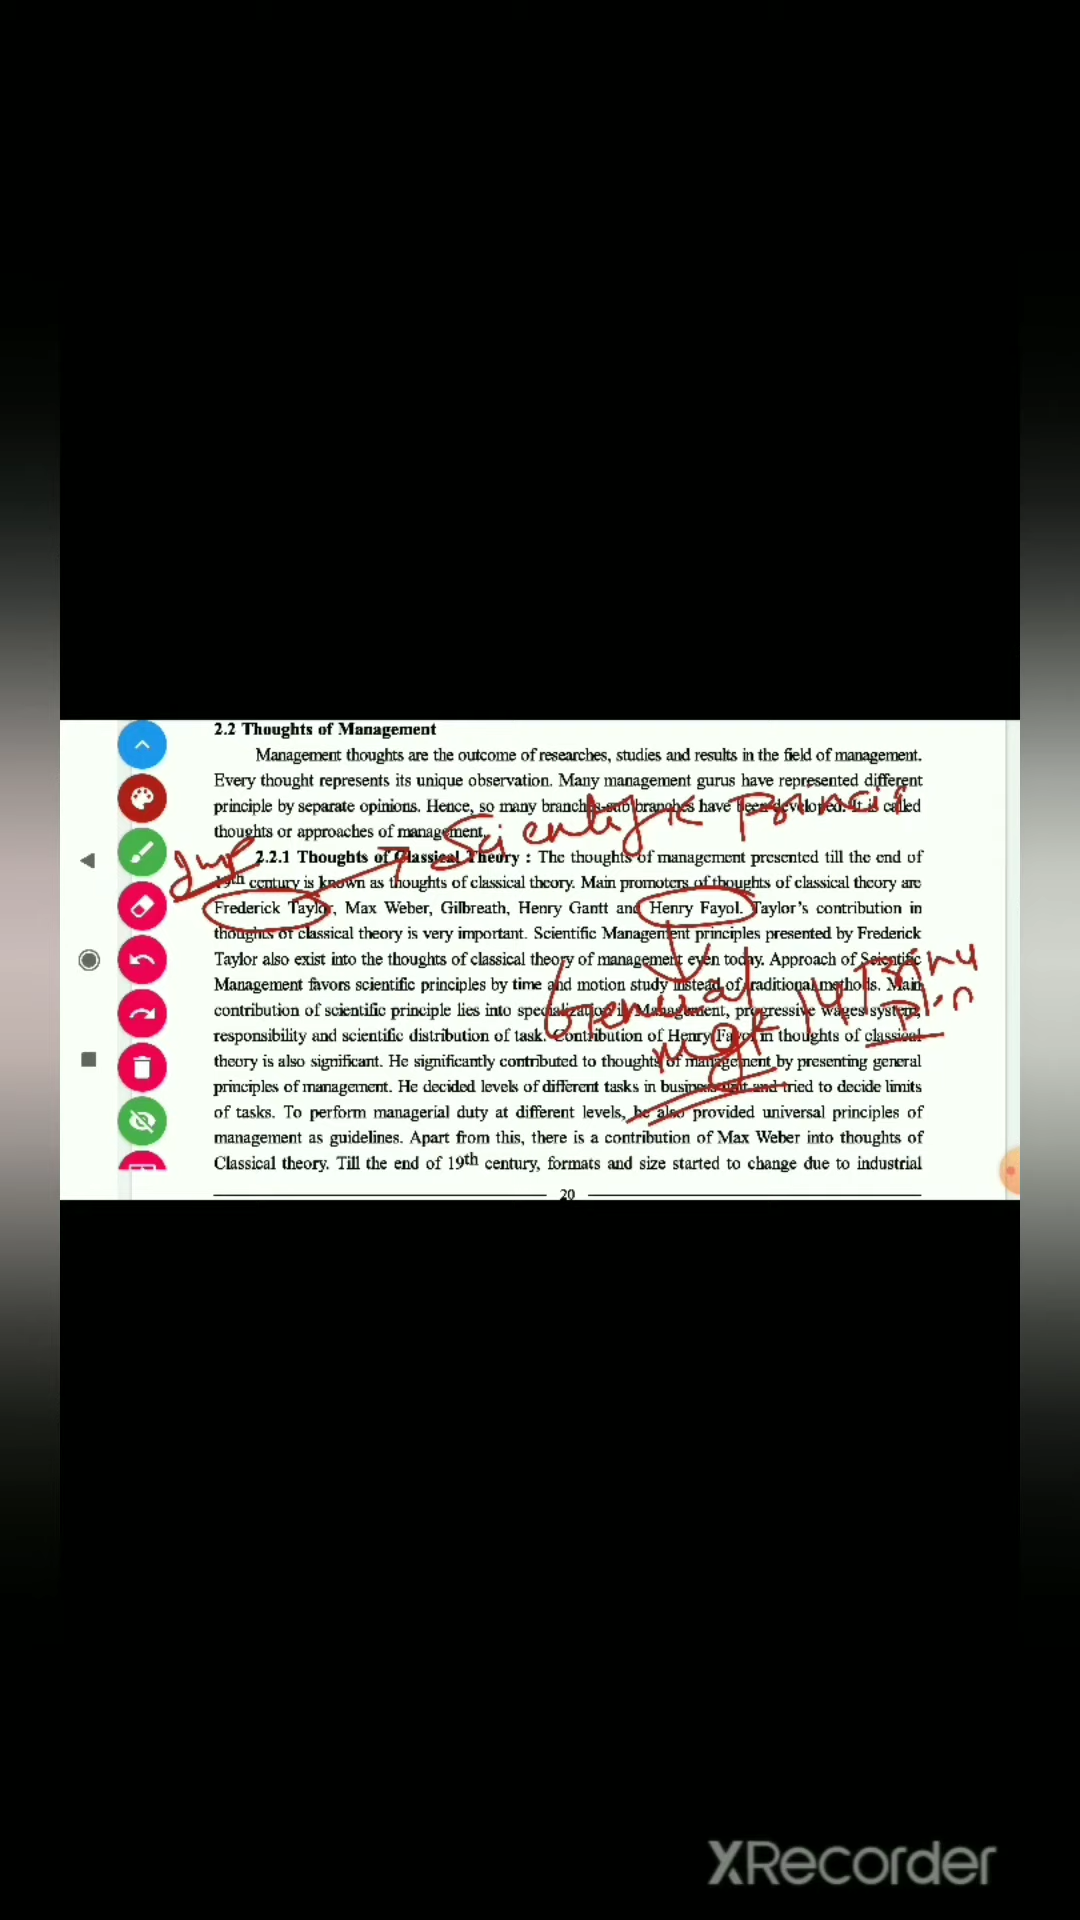 2.2 Thoughts of Management
Management thoughts are the outcome of researches, studies and results in the field of management.
Every thought represents its unique observation. Many management gurus have represented different
principle by separate opinions. Hence, so many branches-sub branches have been developed. It is called
thoughts or approaches of management.
Scientific Princip
Imp
2.2.1 Thoughts of Classical Theory : The thoughts of management presented till the end of
19th century is known as thoughts of classical theory. Main promoters of thoughts of classical theory are
Frederick Taylor, Max Weber, Gilbreath, Henry Gantt and Henry Fayol. Taylor's contribution in
thoughts of classical theory is very important. Scientific Management principles presented by Frederick
Taylor also exist into the thoughts of classical theory of management even today. Approach of Scientific
Management favors scientific principles by time and motion study instead of traditional methods. Main
contribution of scientific principle lies into specialization in Management, progressive wages system,
responsibility and scientific distribution of task. Contribution of Henry Fayol in thoughts of classical
theory is also significant. He significantly contributed to thoughts of management by presenting general
principles of management. He decided levels of different tasks in business unit and tried to decide limits
of tasks. To perform managerial duty at different levels, he also provided universal principles of
management as guidelines. Apart from this, there is a contribution of Max Weber into thoughts of
Classical theory. Till the end of 19th century, formats and size started to change due to industrial
General
mgt
14
20
XRecorder